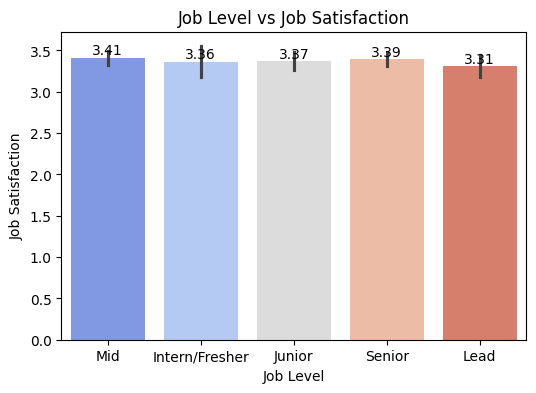 Job Level vs Job Satisfaction
Job Satisfaction
3.5
3.0
2.5
2.0
1.5
1.0
0.5
0.0
3.41
3.36
3.37
3.39
3.31
Mid
Intern/Fresher
Junior
Senior
Lead
Job Level